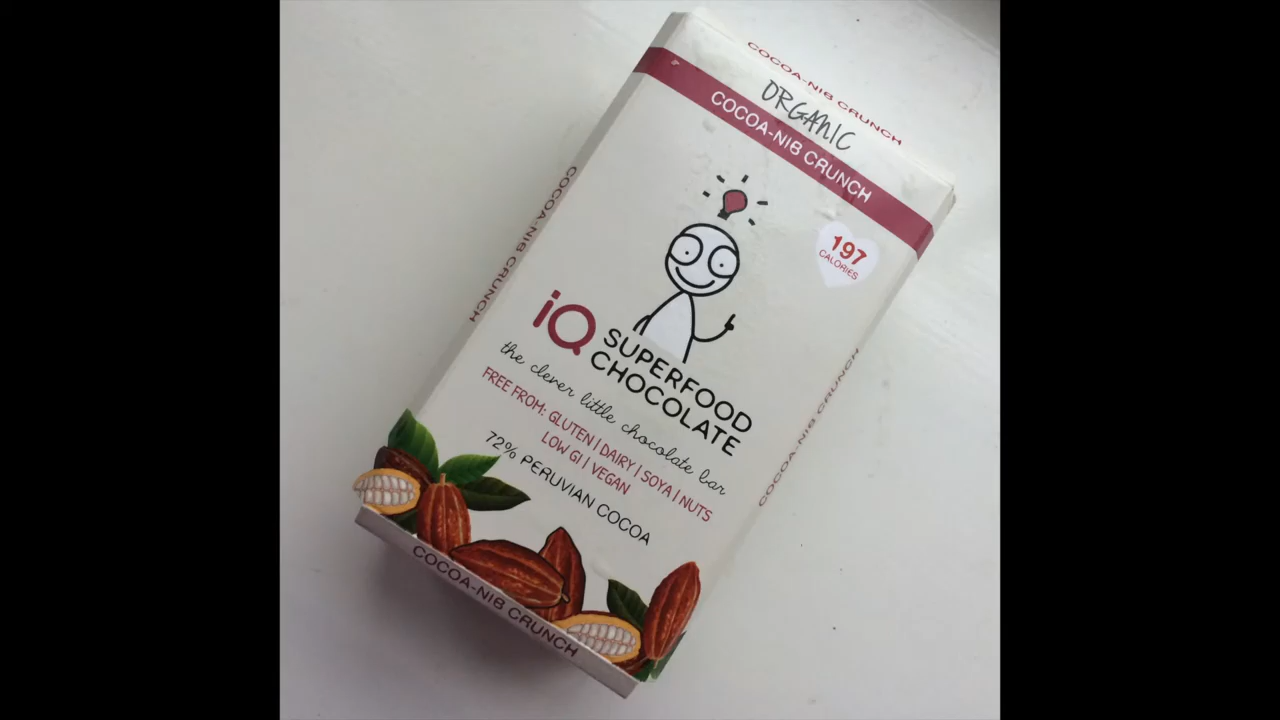 COCOA-NIB CRUNCH
ORGANIC
COCOA-NIB CRUNCH
197
CALORIES
iQ SUPERFOOD
CHOCOLATE
the clever little chocolate bar
FREE FROM: GLUTEN | DAIRY | SOYA | NUTS
LOW GI | VEGAN
72% PERUVIAN COCOA
COCOA-NIB CRUNCH
COCOA-NIB CRUNCH
COCOA-NIB CRUNCH